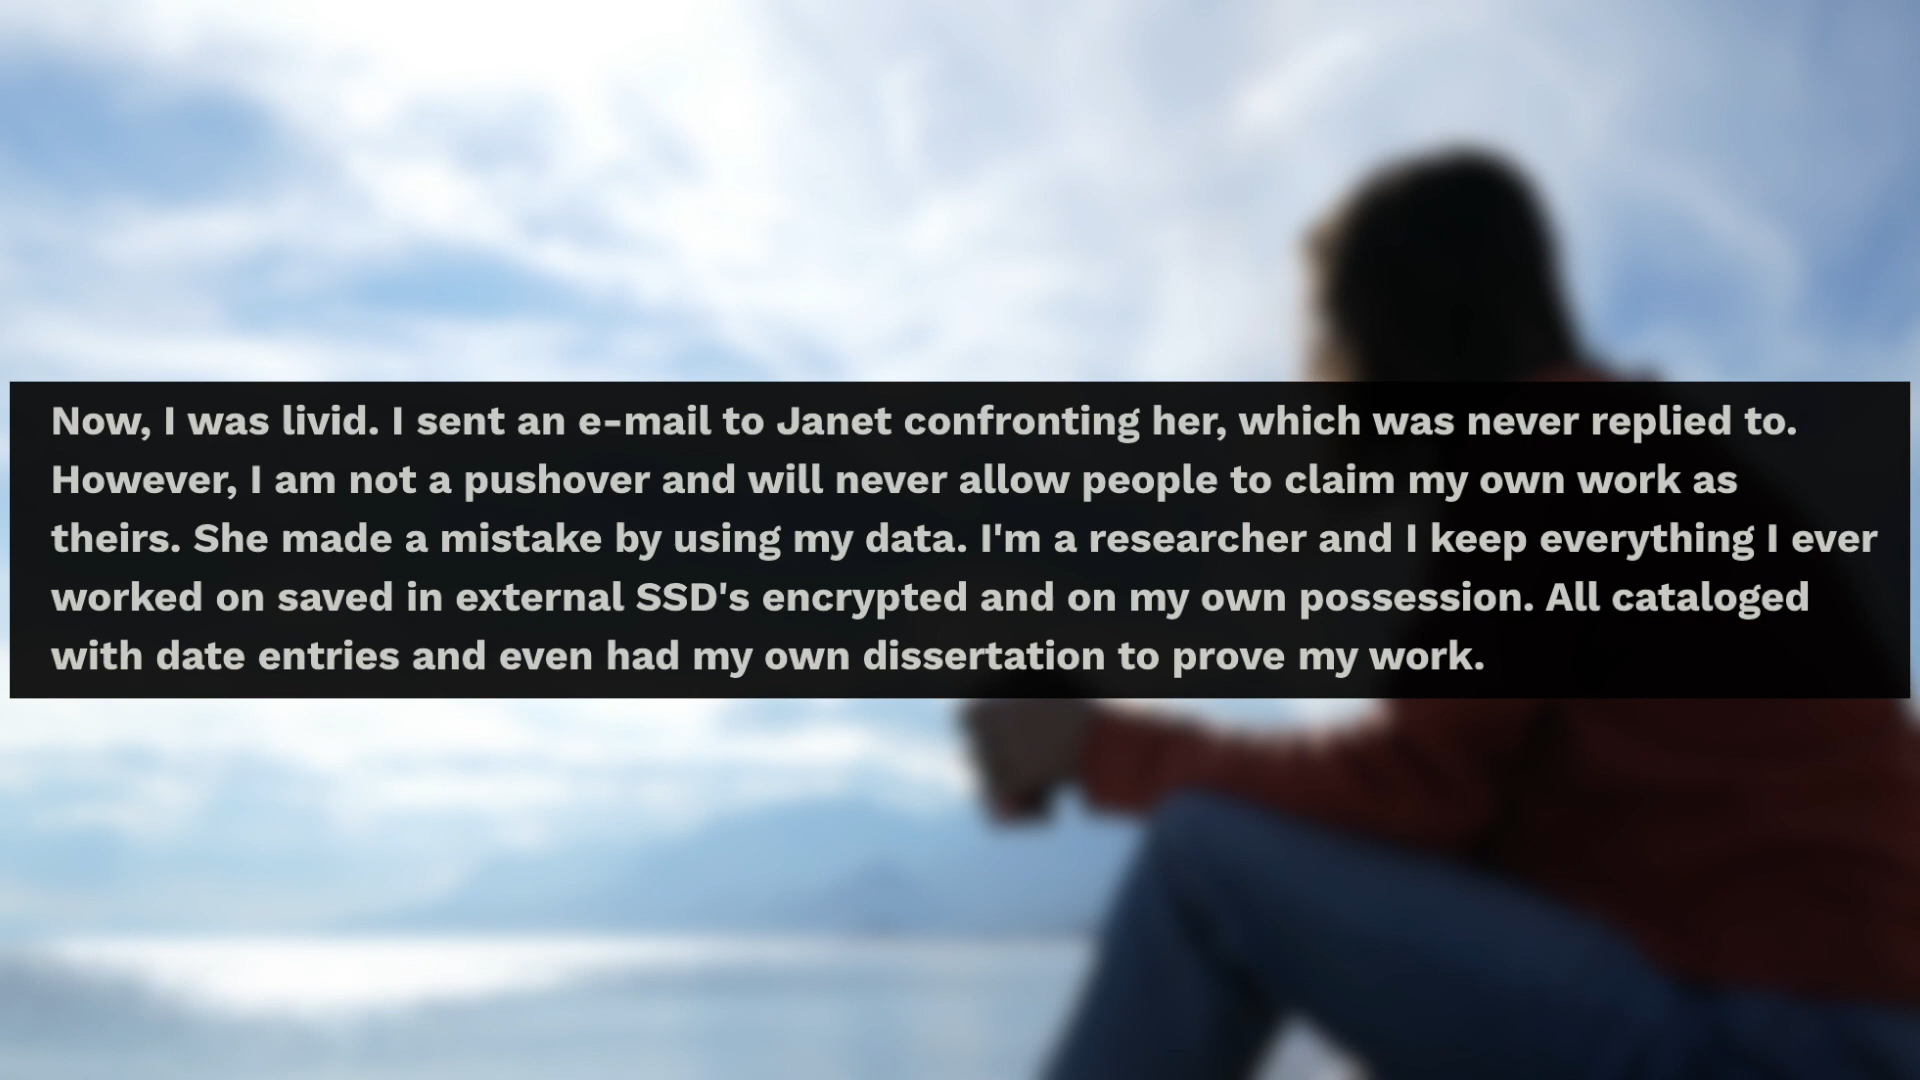 Now, I was livid. I sent an e-mail to Janet confronting her, which was never replied to.
However, I am not a pushover and will never allow people to claim my own work as
theirs. She made a mistake by using my data. I'm a researcher and I keep everything I ever
worked on saved in external SSD's encrypted and on my own possession. All cataloged
with date entries and even had my own dissertation to prove my work.